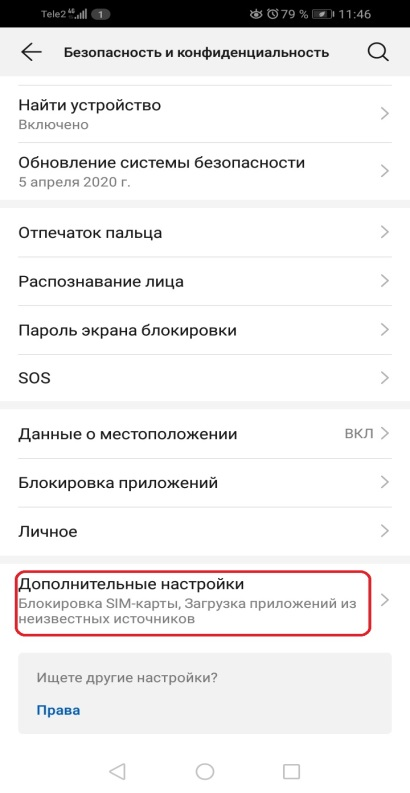 Tele2 4G 1 79 % 11:46
Безопасность и конфиденциальность
Найти устройство
Включено
Обновление системы безопасности
5 апреля 2020 г.
Отпечаток пальца
Распознавание лица
Пароль экрана блокировки
SOS
Данные о местоположении ВКЛ
Блокировка приложений
Личное
Дополнительные настройки
Блокировка SIM-карты, Загрузка приложений из
неизвестных источников
Ищете другие настройки?
Права